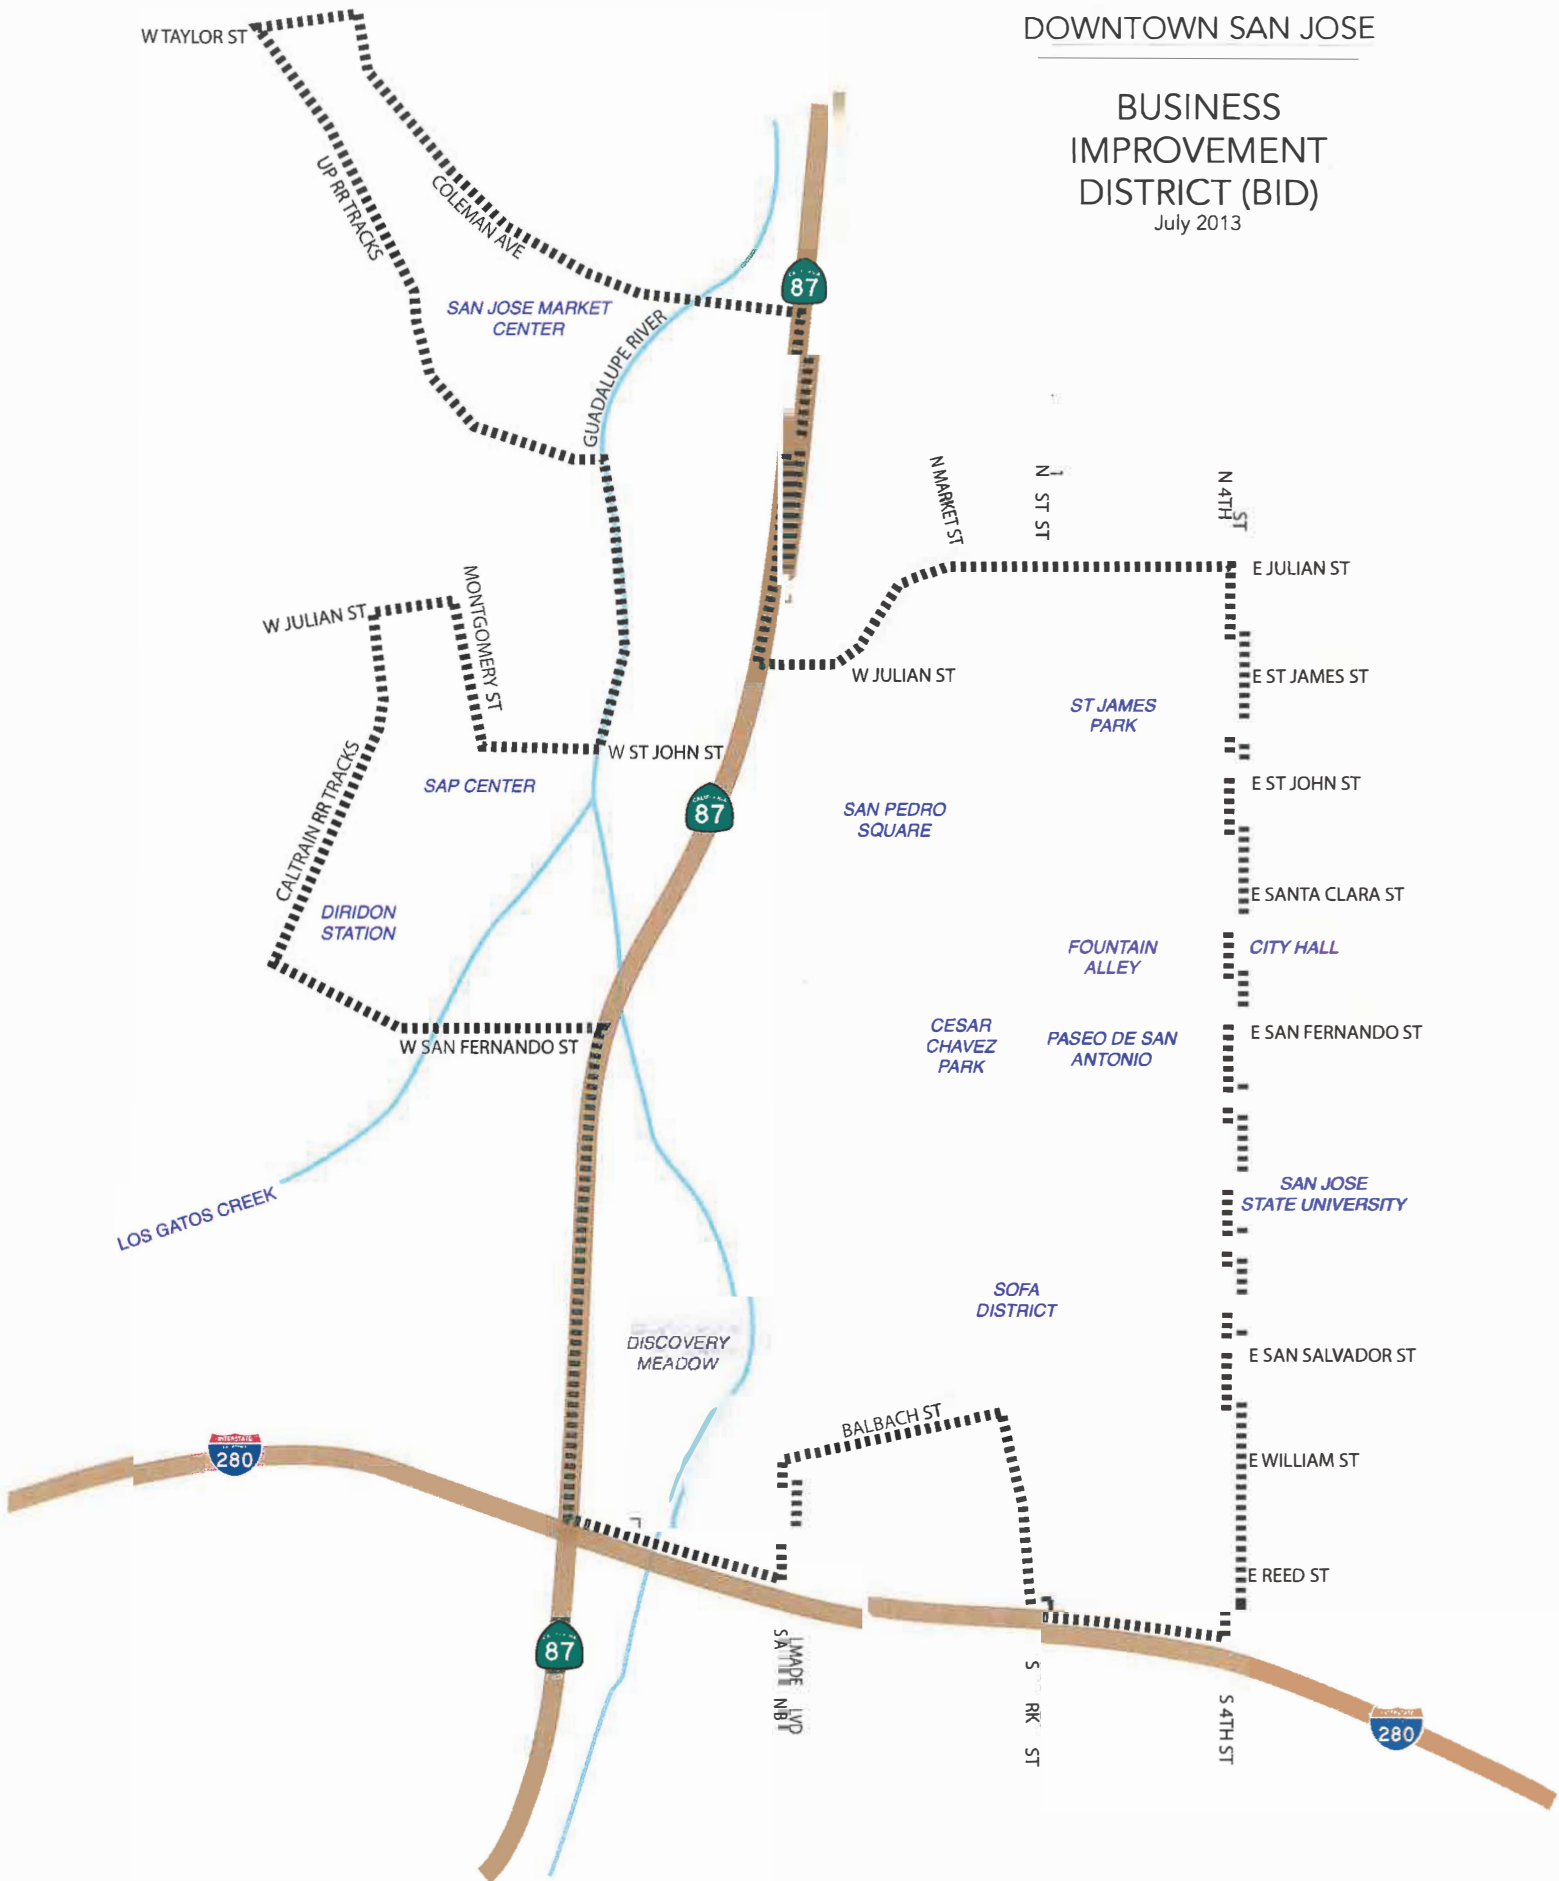 DOWNTOWN SAN JOSE
BUSINESS
IMPROVEMENT
DISTRICT (BID)
July 2013
W TAYLOR ST
UP RR TRACKS
COLEMAN AVE
87
SAN JOSE MARKET
CENTER
GUADALUPE RIVER
N MARKET ST
N ST ST
N 4TH
ST
E JULIAN ST
W JULIAN ST
MONTGOMERY ST
W JULIAN ST
E ST JAMES ST
ST JAMES
PARK
W ST JOHN ST
CALTRAIN RR TRACKS
SAP CENTER
E ST JOHN ST
87
SAN PEDRO
SQUARE
E SANTA CLARA ST
DIRIDON
STATION
FOUNTAIN
ALLEY
CITY HALL
CESAR
CHAVEZ
PARK
PASEO DE SAN
ANTONIO
E SAN FERNANDO ST
W SAN FERNANDO ST
LOS GATOS CREEK
SAN JOSE
STATE UNIVERSITY
SOFA
DISTRICT
DISCOVERY
MEADOW
E SAN SALVADOR ST
BALBACH ST
INTERSTATE
280
E WILLIAM ST
E REED ST
87
S RK ST
S 4TH ST
280